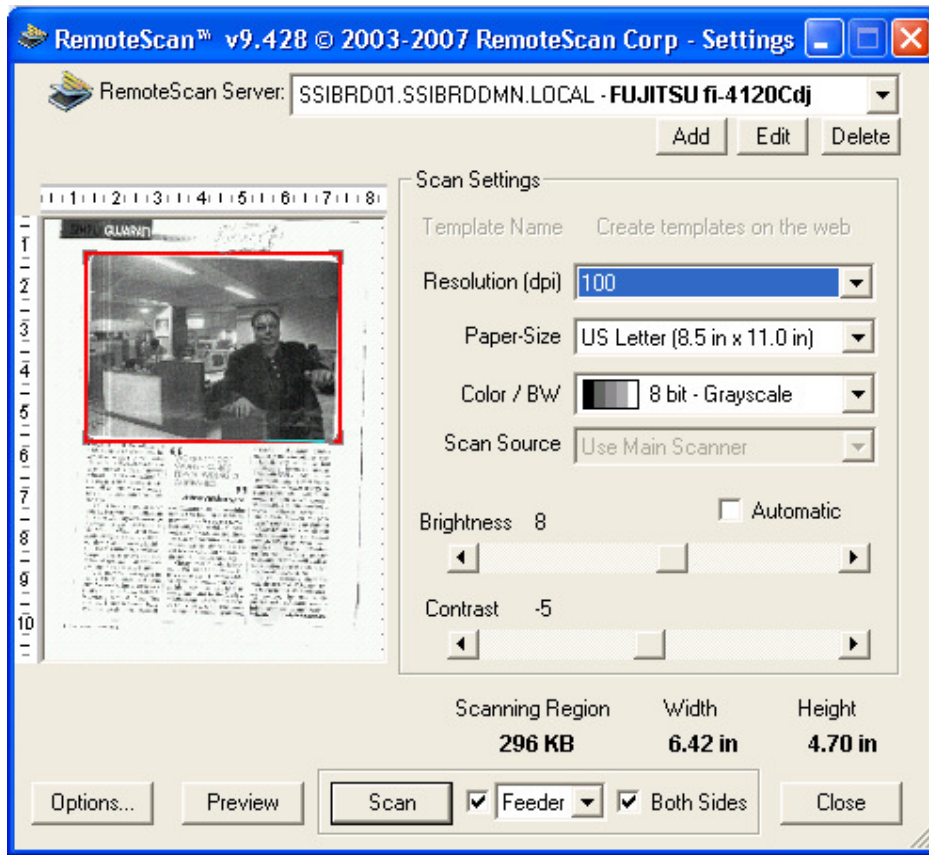 RemoteScan™ v9.428 © 2003-2007 RemoteScan Corp - Settings
RemoteScan Server: SSIBRD01.SSIBRDDMN.LOCAL - FUJITSU fi-4120Cdj
Add Edit Delete
Scan Settings
1 2 3 4 5 6 7 8
Template Name Create templates on the web
1
2
3
4
5
6
7
8
9
10
Resolution (dpi) 100
Paper-Size US Letter (8.5 in x 11.0 in)
Color / BW 8 bit - Grayscale
Scan Source Use Main Scanner
Brightness 8 Automatic
Contrast -5
Scanning Region Width Height
296 KB 6.42 in 4.70 in
Options... Preview Scan Feeder Both Sides Close